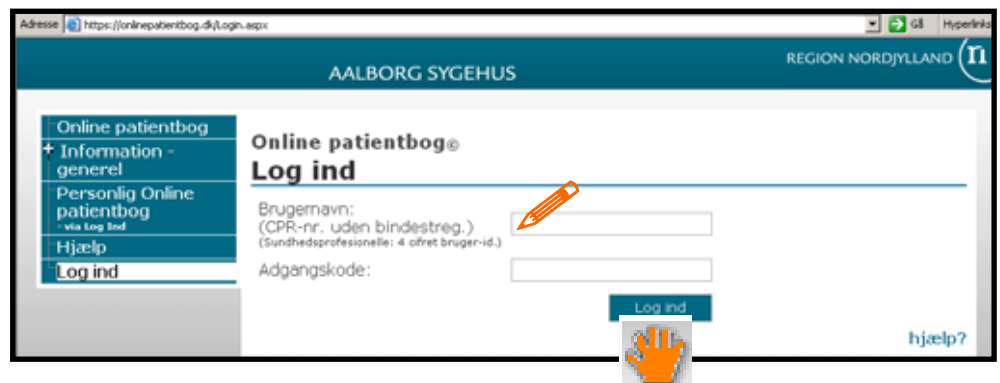 Adresse https://onlinepatientbog.dk/Login.aspx Gå Hyperlinks
AALBORG SYGEHUS
REGION NORDJYLLAND n
Online patientbog
+ Information -
generel
Personlig Online
patientbog
- via Log Ind
Hjælp
Log ind
Online patientbog©
Log ind
Brugernavn:
(CPR-nr. uden bindestreg.)
(Sundhedsprofesionelle: 4 cifret bruger-id.)
Adgangskode:
Log ind
hjælp?